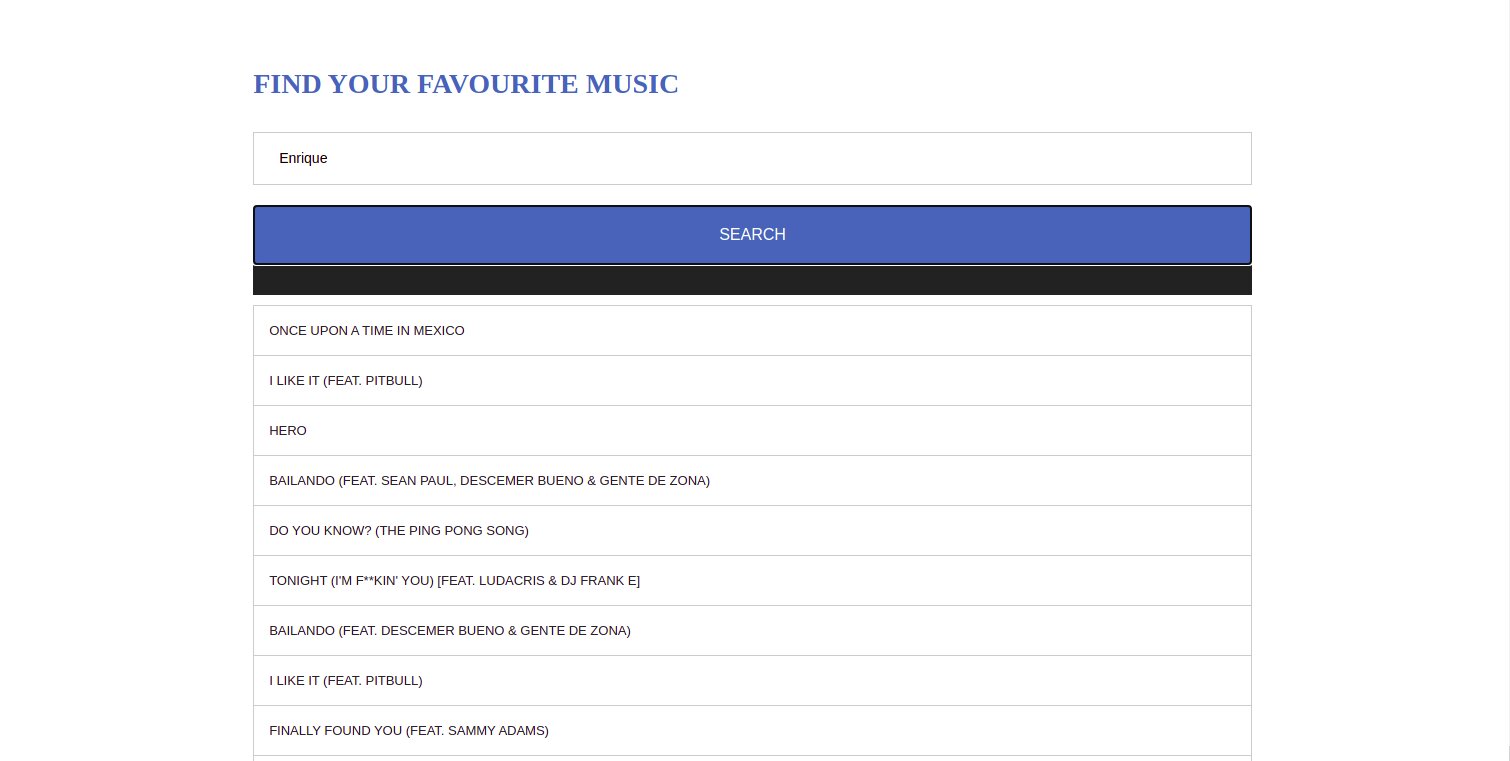 FIND YOUR FAVOURITE MUSIC
Enrique
SEARCH
ONCE UPON A TIME IN MEXICO
I LIKE IT (FEAT. PITBULL)
HERO
BAILANDO (FEAT. SEAN PAUL, DESCEMER BUENO & GENTE DE ZONA)
DO YOU KNOW? (THE PING PONG SONG)
TONIGHT (I'M F**KIN' YOU) [FEAT. LUDACRIS & DJ FRANK E]
BAILANDO (FEAT. DESCEMER BUENO & GENTE DE ZONA)
I LIKE IT (FEAT. PITBULL)
FINALLY FOUND YOU (FEAT. SAMMY ADAMS)